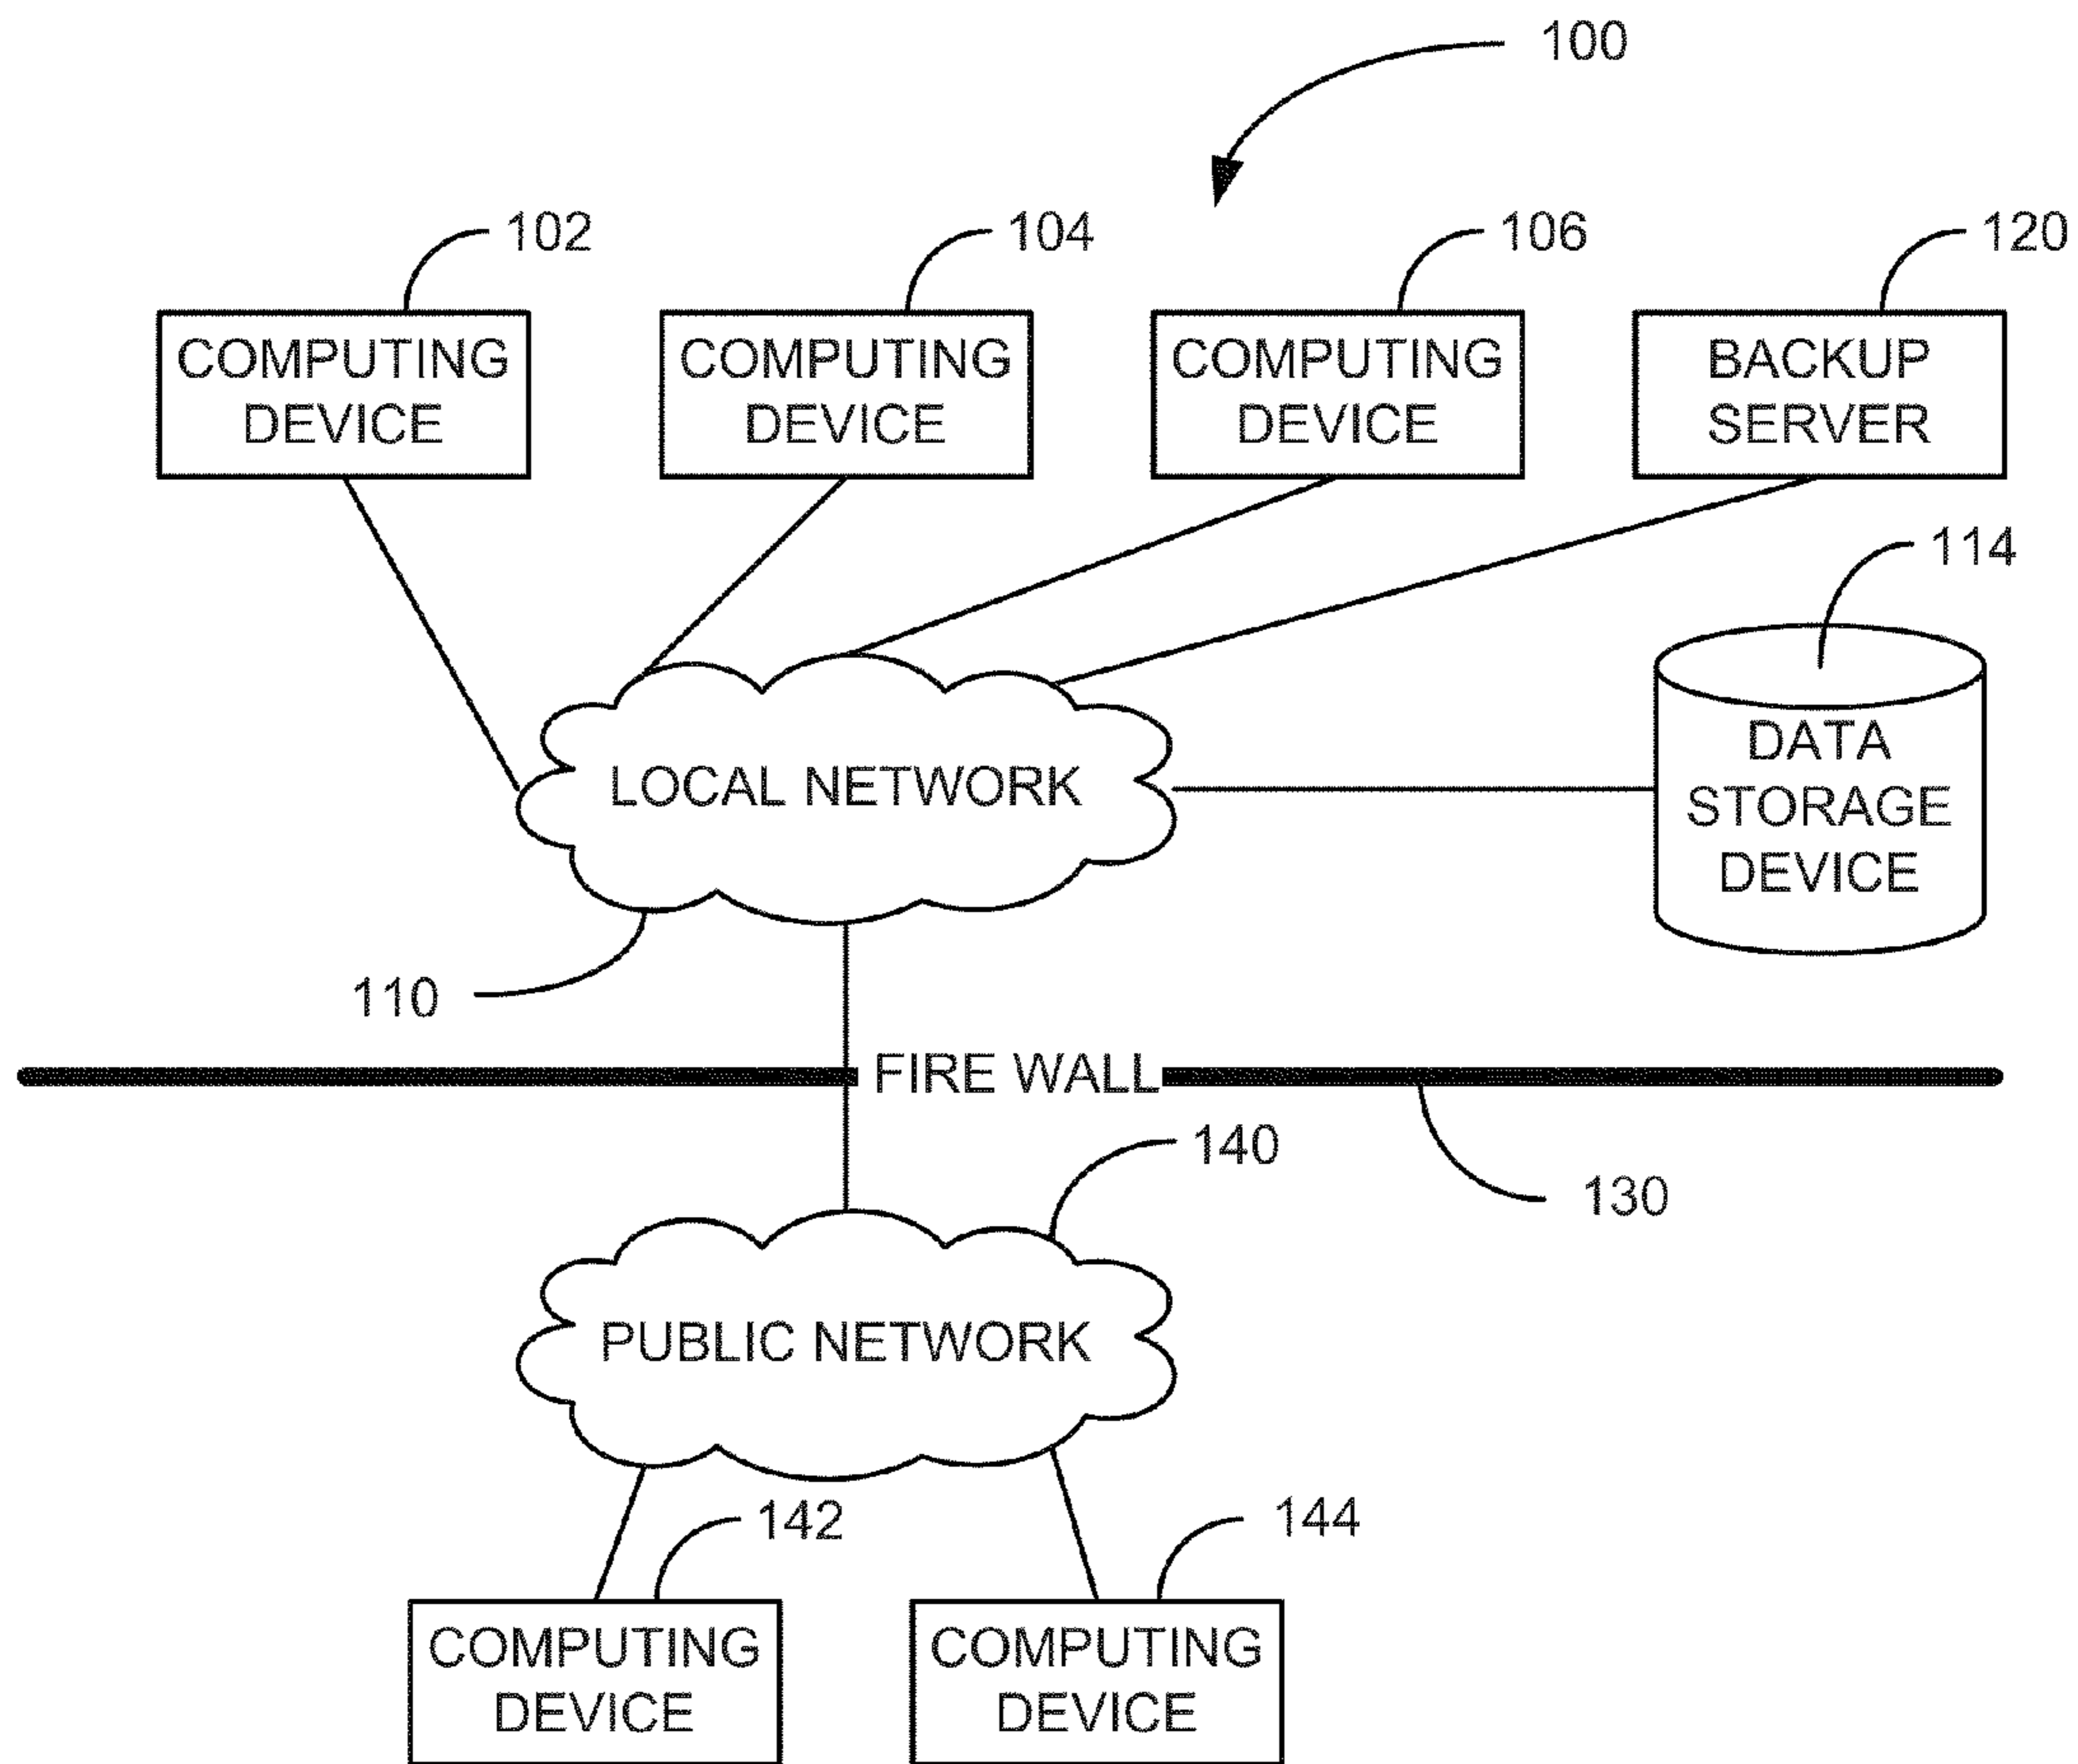 100
102
104
106
120
COMPUTING
DEVICE
COMPUTING
DEVICE
COMPUTING
DEVICE
BACKUP
SERVER
114
LOCAL NETWORK
DATA
STORAGE
DEVICE
110
FIRE WALL
140
130
PUBLIC NETWORK
142
144
COMPUTING
DEVICE
COMPUTING
DEVICE